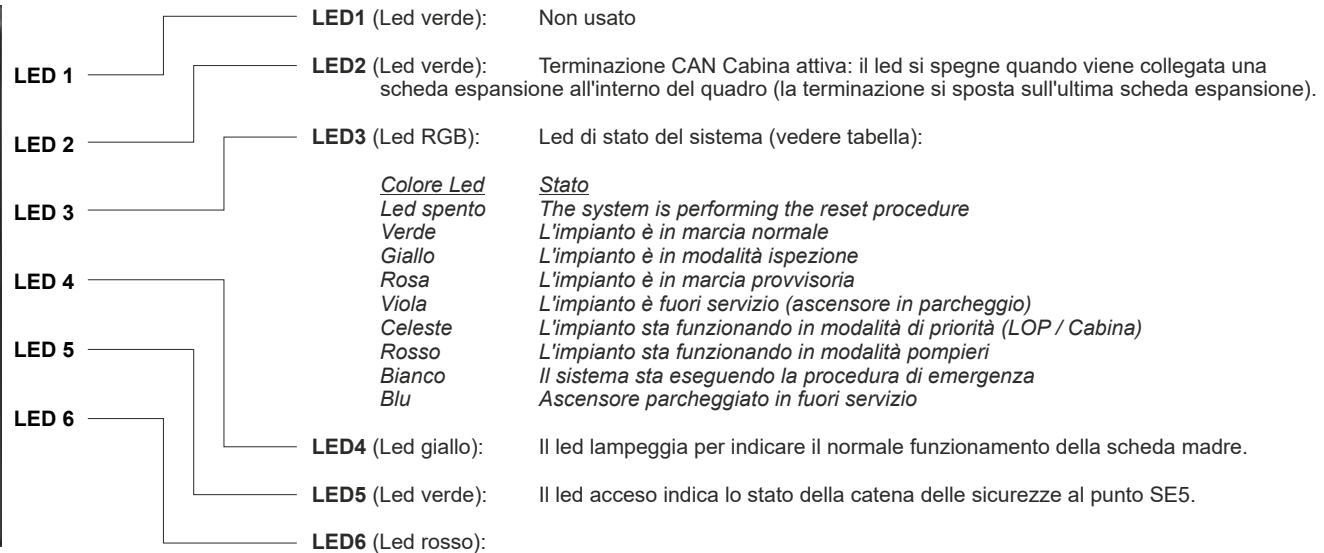 LED 1
LED 2
LED 3
LED 4
LED 5
LED 6
LED1 (Led verde): Non usato
LED2 (Led verde): Terminazione CAN Cabina attiva: il led si spegne quando viene collegata una
scheda espansione all'interno del quadro (la terminazione si sposta sull'ultima scheda espansione).
LED3 (Led RGB): Led di stato del sistema (vedere tabella):
Colore Led Stato
Led spento The system is performing the reset procedure
Verde L'impianto è in marcia normale
Giallo L'impianto è in modalità ispezione
Rosa L'impianto è in marcia provvisoria
Viola L'impianto è fuori servizio (ascensore in parcheggio)
Celeste L'impianto sta funzionando in modalità di priorità (LOP / Cabina)
Rosso L'impianto sta funzionando in modalità pompieri
Bianco Il sistema sta eseguendo la procedura di emergenza
Blu Ascensore parcheggiato in fuori servizio
LED4 (Led giallo): Il led lampeggia per indicare il normale funzionamento della scheda madre.
LED5 (Led verde): Il led acceso indica lo stato della catena delle sicurezze al punto SE5.
LED6 (Led rosso):